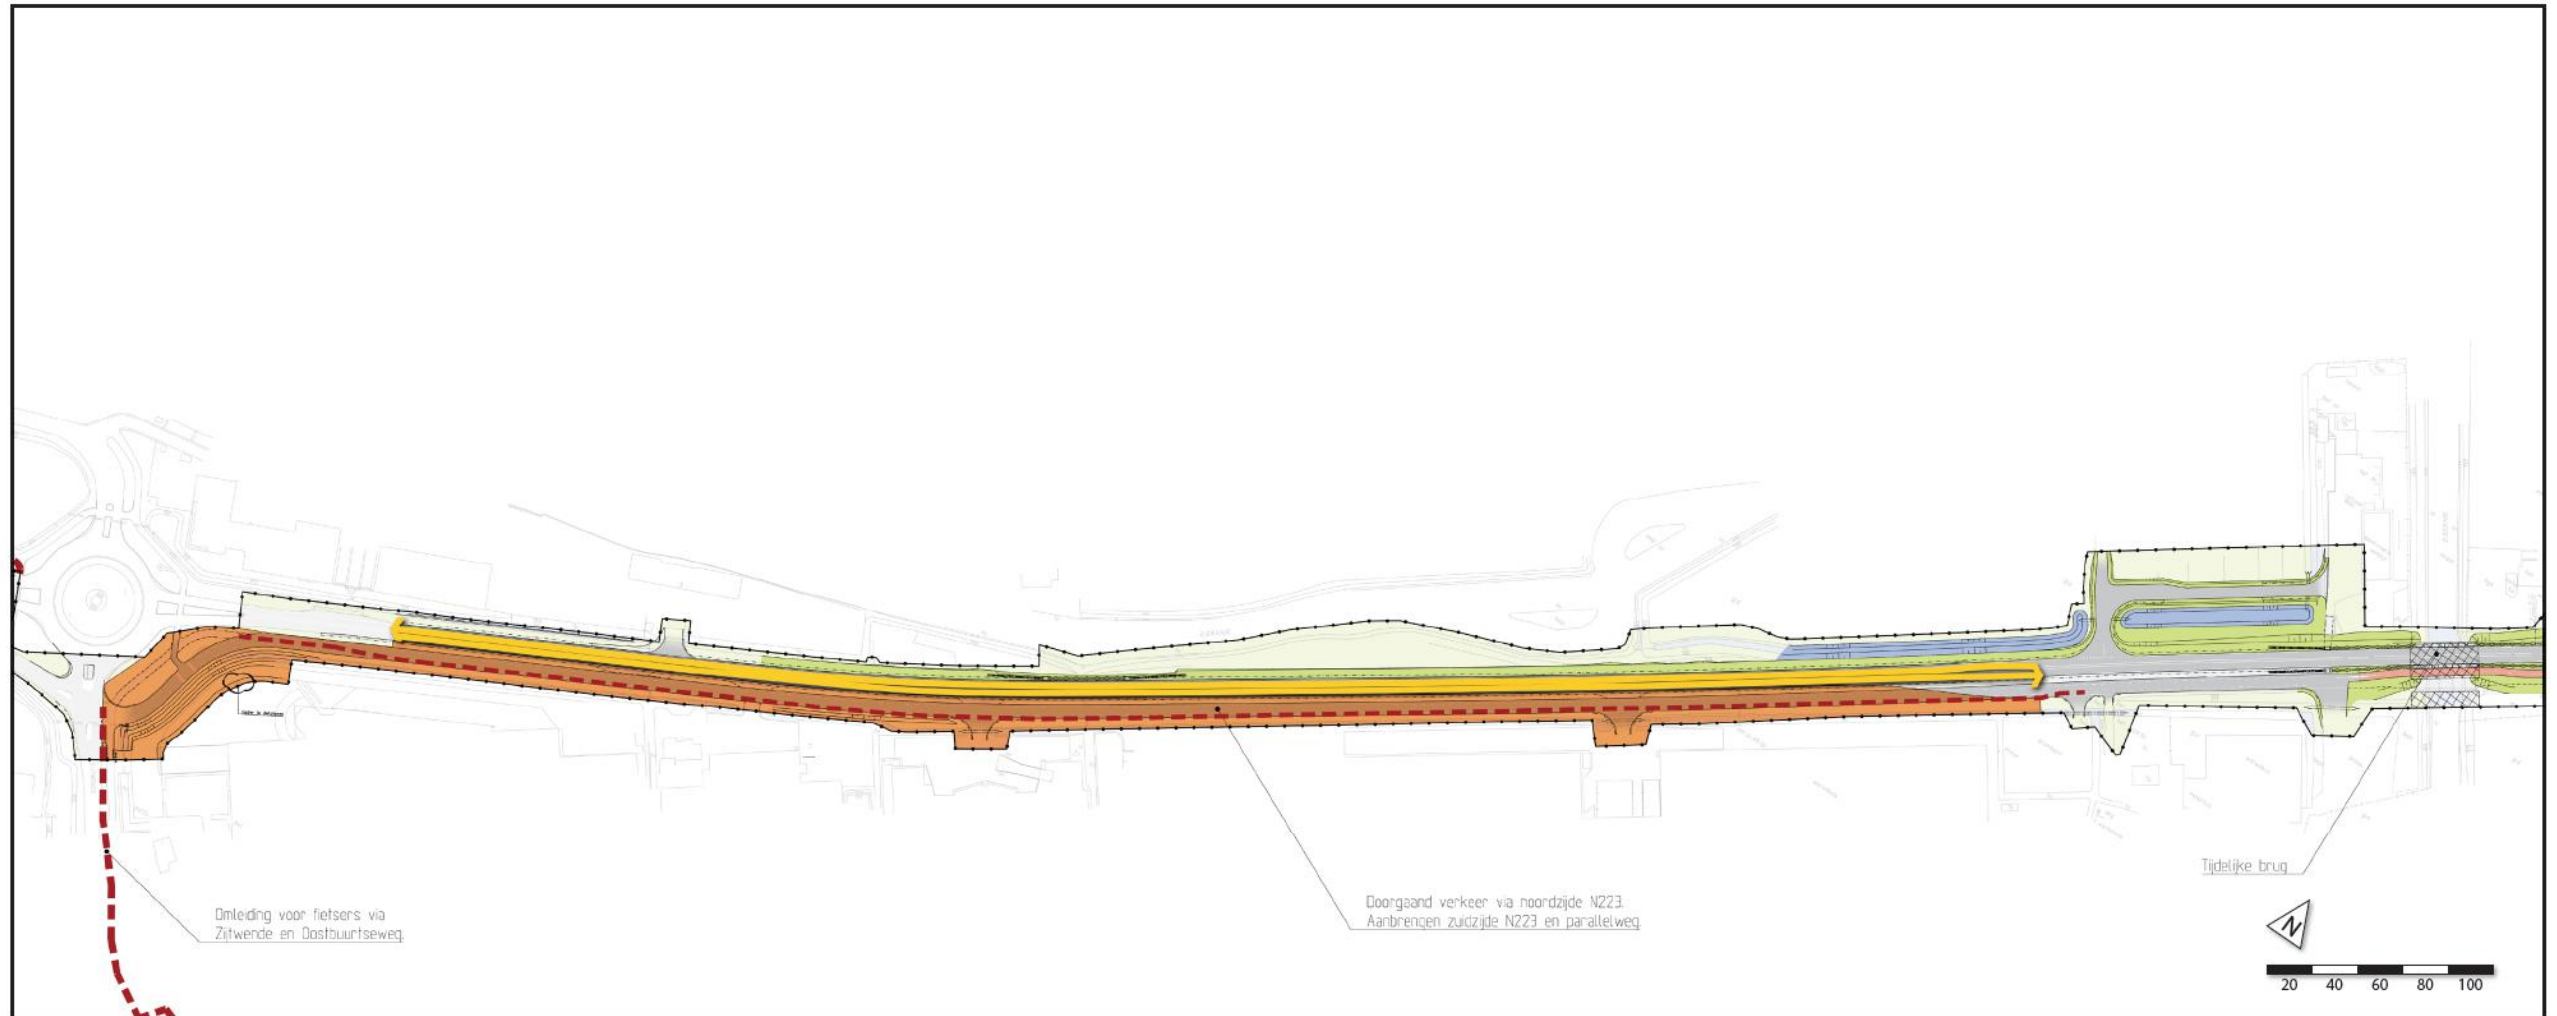 Omleiding voor fietsers via
Zijtwende en Oostbuurtseweg.
Doorgaand verkeer via noordzijde N223.
Aanbrengen zuidzijde N223 en parallelweg.
Tijdelijke brug
N
20 40 60 80 100